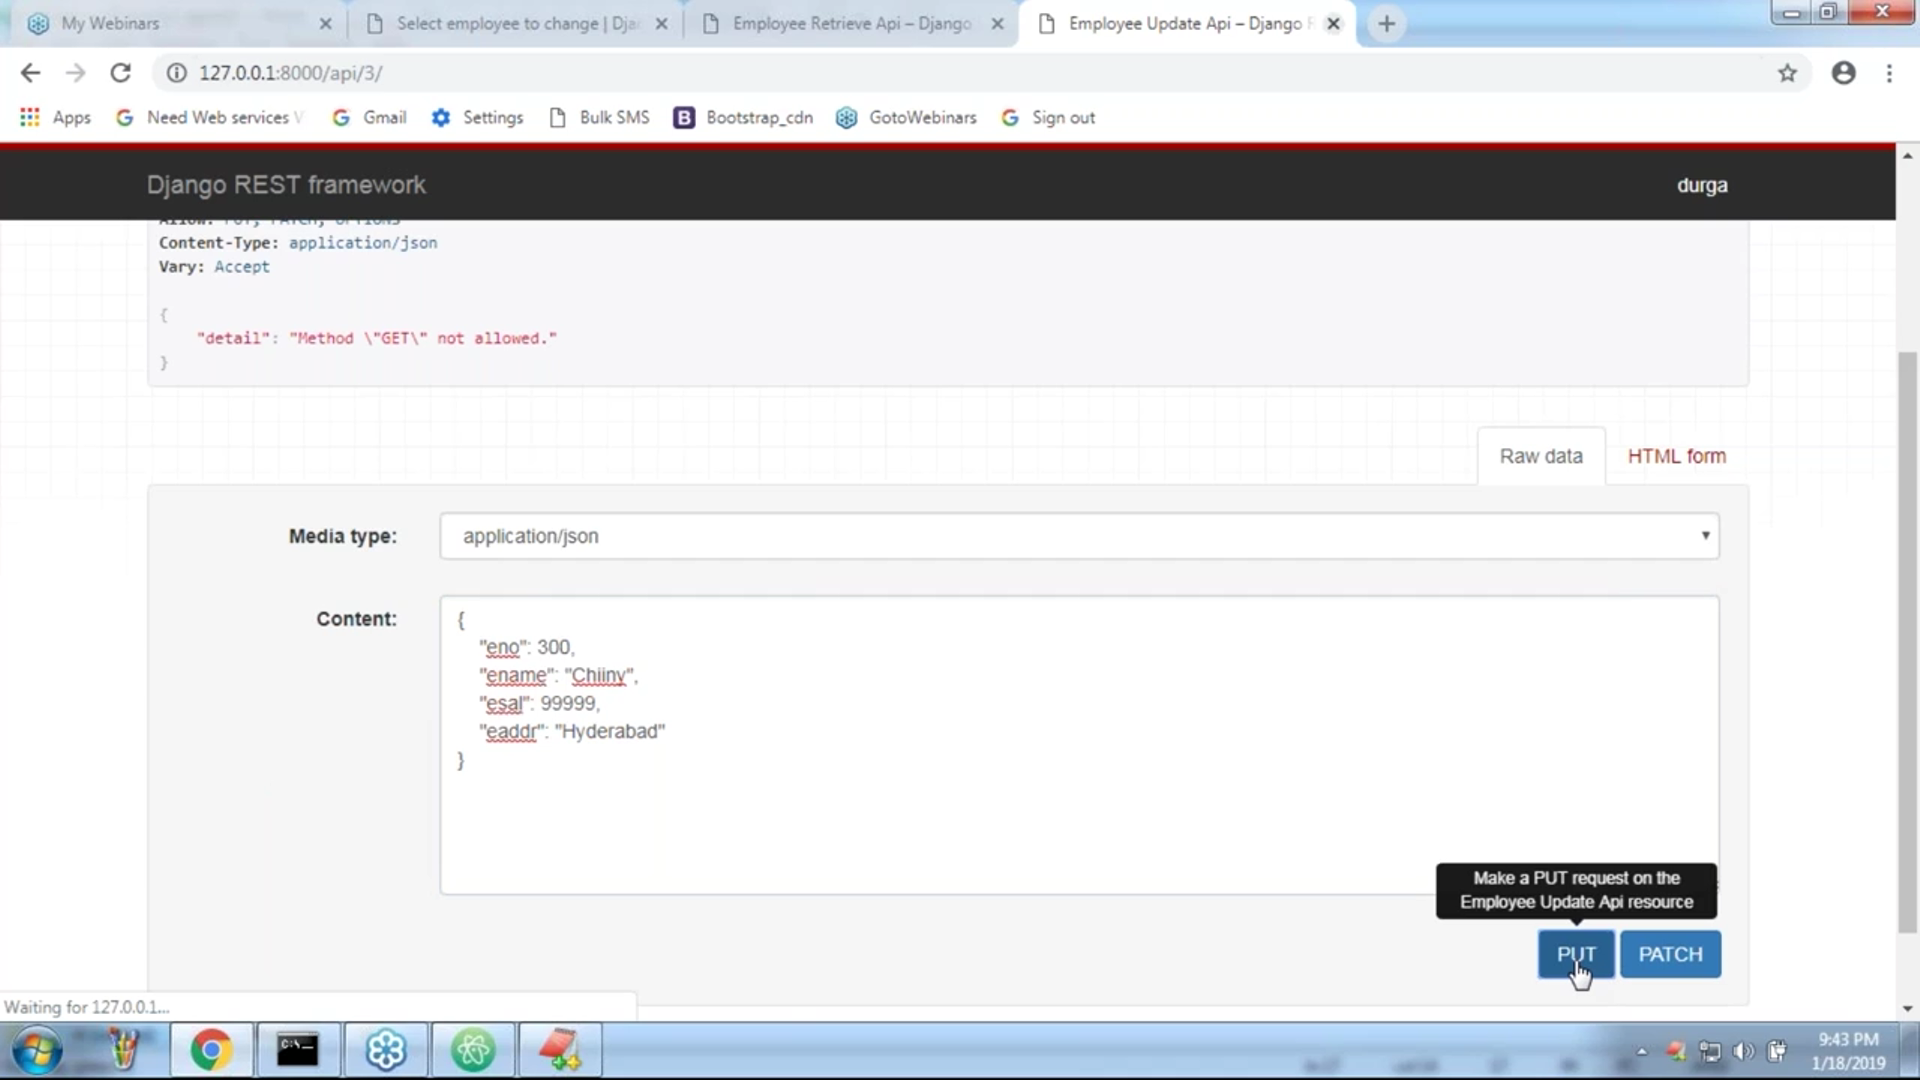 My Webinars
Select employee to change | Dja
Employee Retrieve Api – Django
Employee Update Api – Django R
127.0.0.1:8000/api/3/
Apps
Need Web services V
Gmail
Settings
Bulk SMS
B
Bootstrap_cdn
GotoWebinars
Sign out
Django REST framework
durga
Allow: PUT, PATCH, OPTIONS
Content-Type: application/json
Vary: Accept
{
"detail": "Method \"GET\" not allowed."
}
Raw data
HTML form
Media type:
application/json
Content:
{
"eno": 300,
"ename": "Chiiny",
"esal": 99999,
"eaddr": "Hyderabad"
}
Make a PUT request on the
Employee Update Api resource
PUT
PATCH
Waiting for 127.0.0.1...
9:43 PM
1/18/2019